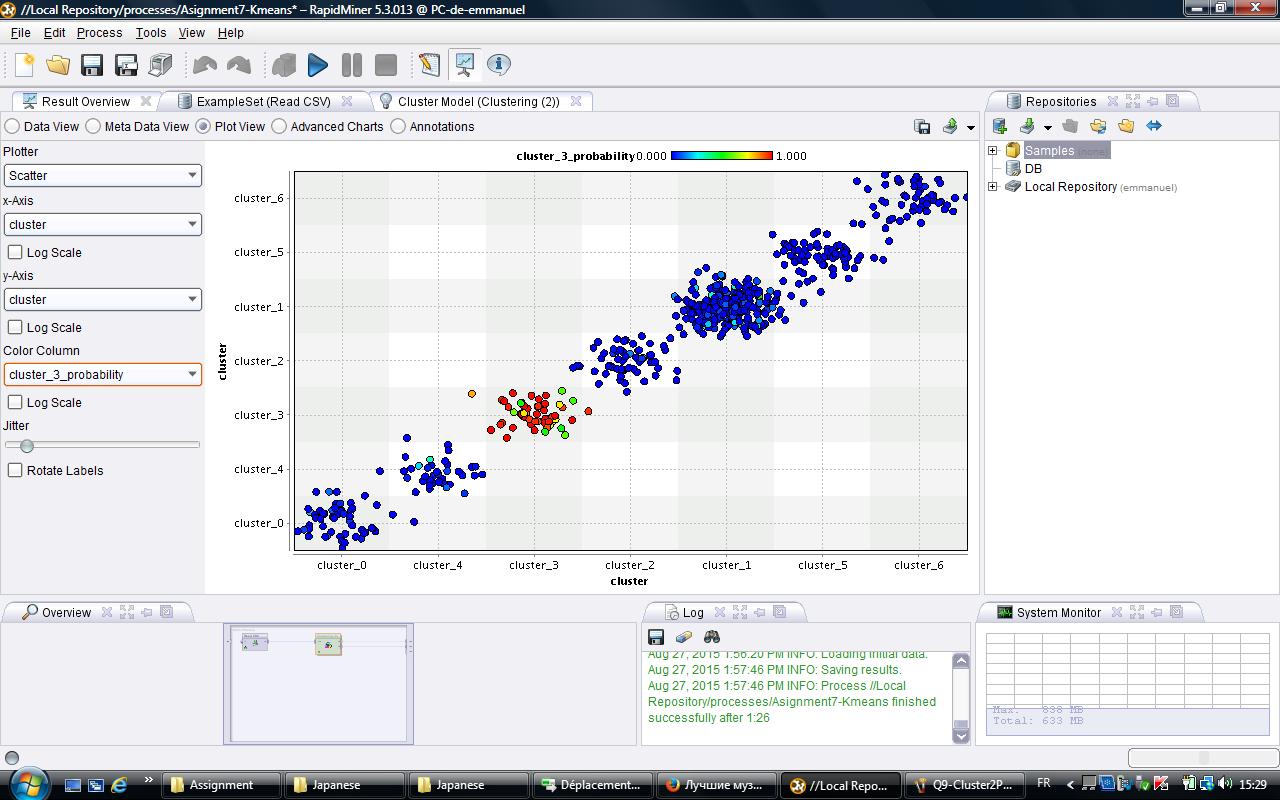 //Local Repository/processes/Asignment7-Kmeans* – RapidMiner 5.3.013 @ PC-de-emmanuel
File Edit Process Tools View Help
Result Overview ExampleSet (Read CSV) Cluster Model (Clustering (2)) Repositories
Data View Meta Data View Plot View Advanced Charts Annotations
Plotter
Scatter
x-Axis
cluster
Log Scale
y-Axis
cluster
Log Scale
Color Column
cluster_3_probability
Log Scale
Jitter
Rotate Labels
cluster_3_probability 0.000 1.000
cluster_6
cluster_5
cluster_1
cluster_2
cluster_3
cluster_4
cluster_0
cluster
cluster_0 cluster_4 cluster_3 cluster_2 cluster_1 cluster_5 cluster_6
cluster
Samples (none)
DB
Local Repository (emmanuel)
Overview
Log
Aug 27, 2015 1:56:20 PM INFO: Loading initial data.
Aug 27, 2015 1:57:46 PM INFO: Saving results.
Aug 27, 2015 1:57:46 PM INFO: Process //Local
Repository/processes/Asignment7-Kmeans finished
successfully after 1:26
System Monitor
Max: 838 MB
Total: 633 MB
Assignment Japanese Japanese Déplacement... Лучшие муз... //Local Repo... Q9-Cluster2P... FR 15:29